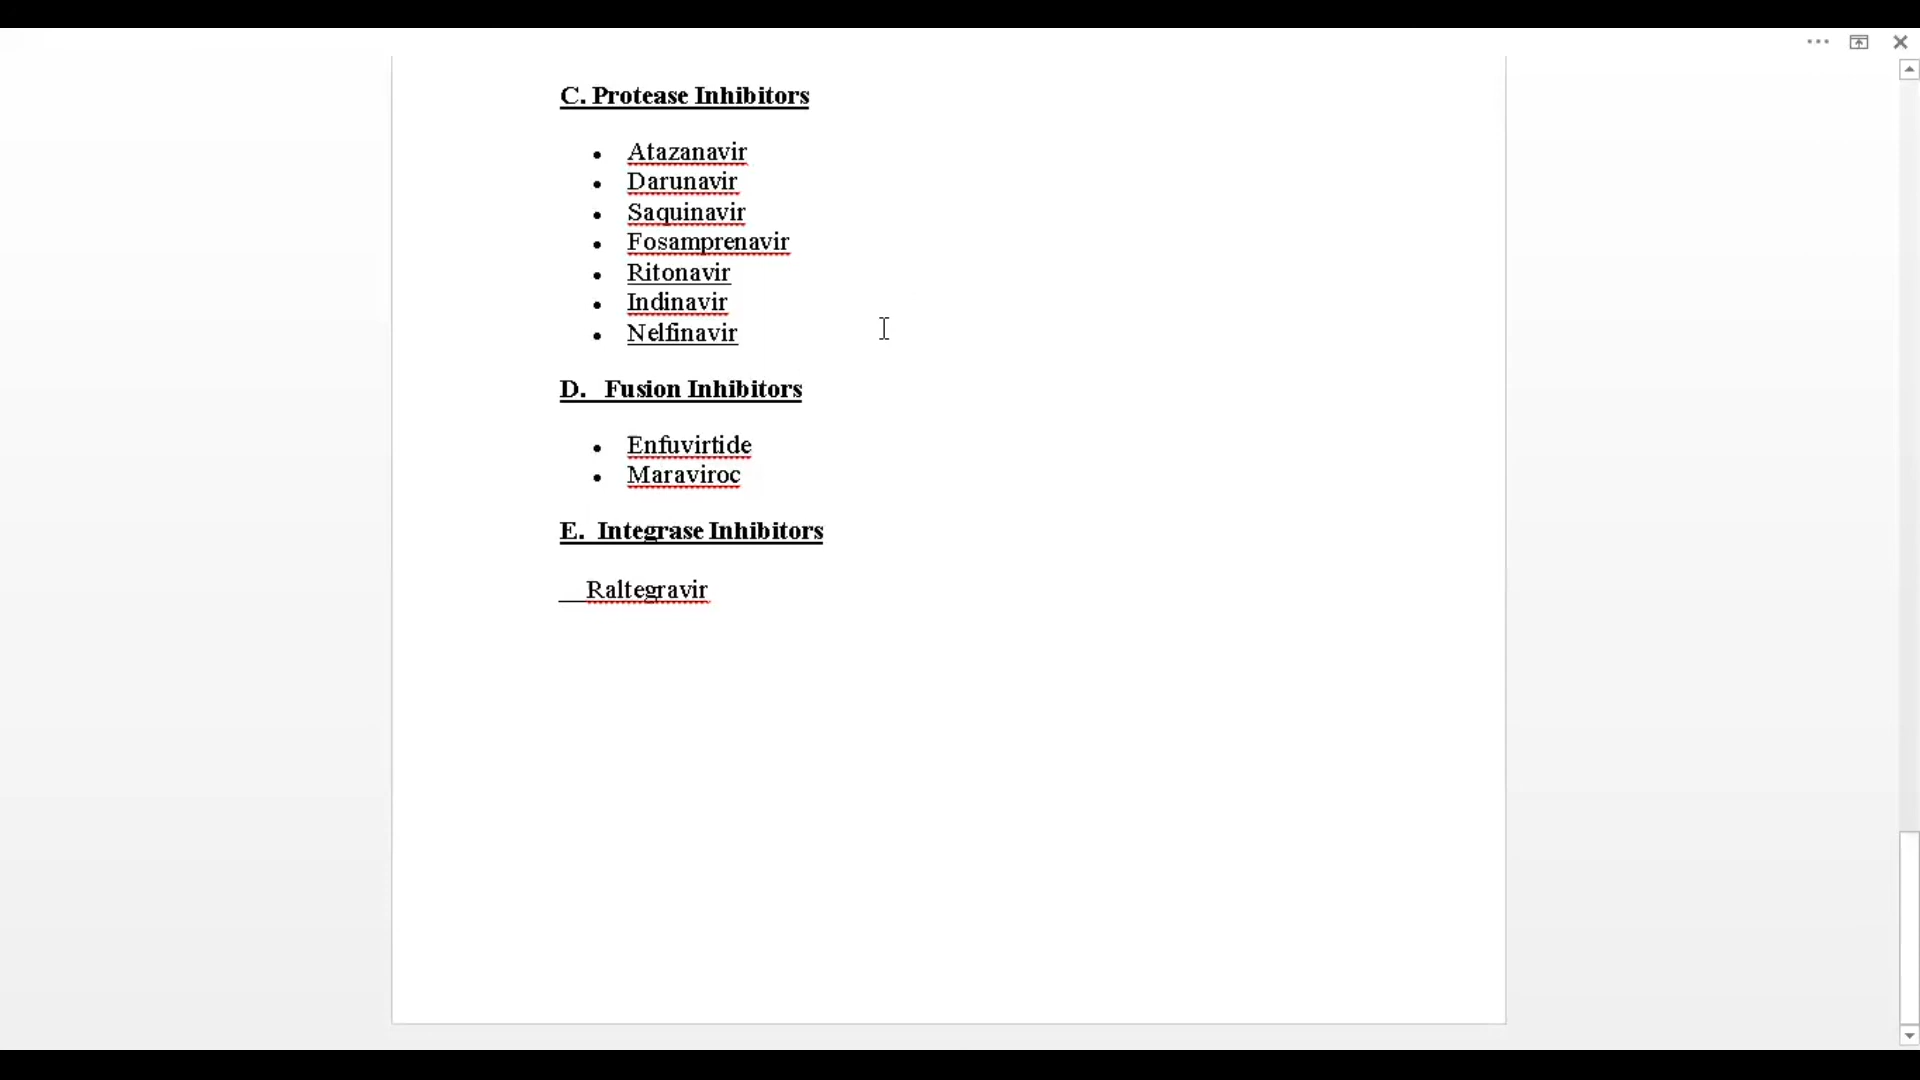 C. Protease Inhibitors
• Atazanavir
• Darunavir
• Saquinavir
• Fosamprenavir
• Ritonavir
• Indinavir
• Nelfinavir
D. Fusion Inhibitors
• Enfuvirtide
• Maraviroc
E. Integrase Inhibitors
Raltegravir